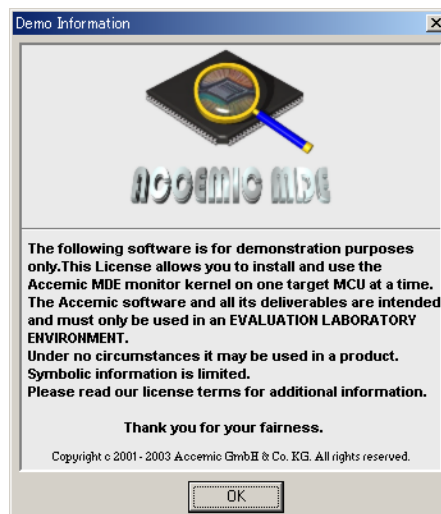 Demo Information
ACCEMIC MDE
The following software is for demonstration purposes
only.This License allows you to install and use the
Accemic MDE monitor kernel on one target MCU at a time.
The Accemic software and all its deliverables are intended
and must only be used in an EVALUATION LABORATORY
ENVIRONMENT.
Under no circumstances it may be used in a product.
Symbolic information is limited.
Please read our license terms for additional information.
Thank you for your fairness.
Copyright c 2001 - 2003 Accemic GmbH & Co. KG. All rights reserved.
OK